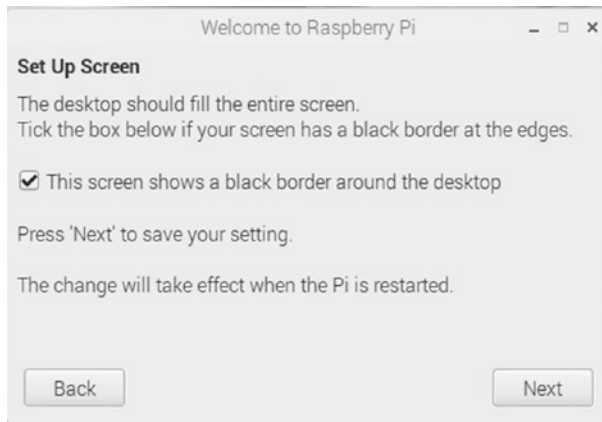 Welcome to Raspberry Pi
Set Up Screen
The desktop should fill the entire screen.
Tick the box below if your screen has a black border at the edges.
This screen shows a black border around the desktop
Press 'Next' to save your setting.
The change will take effect when the Pi is restarted.
Back
Next